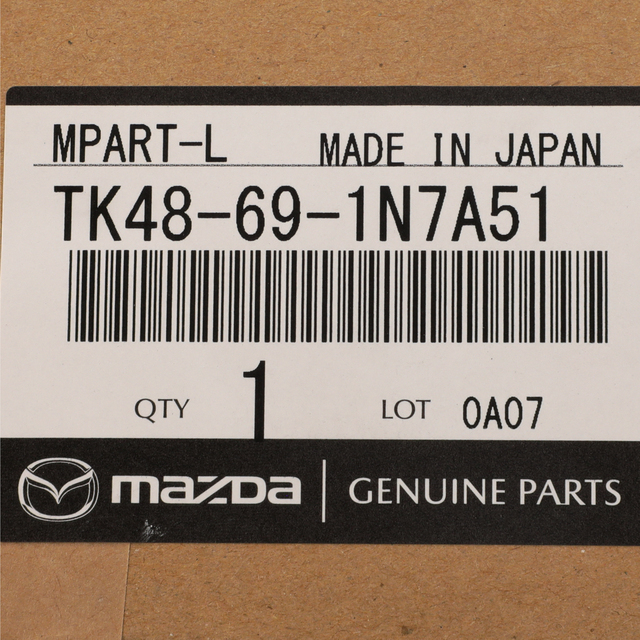 MPART-L MADE IN JAPAN
TK48-69-1N7A51
QTY 1 LOT 0A07
mazda GENUINE PARTS